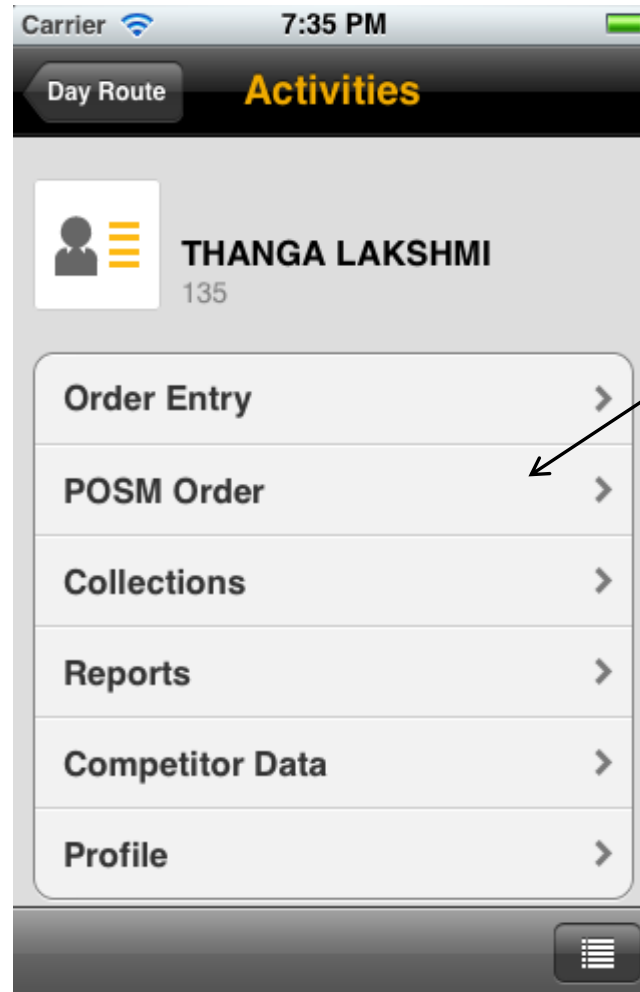 Carrier 7:35 PM
Day Route Activities
THANGA LAKSHMI
135
Order Entry
POSM Order
Collections
Reports
Competitor Data
Profile